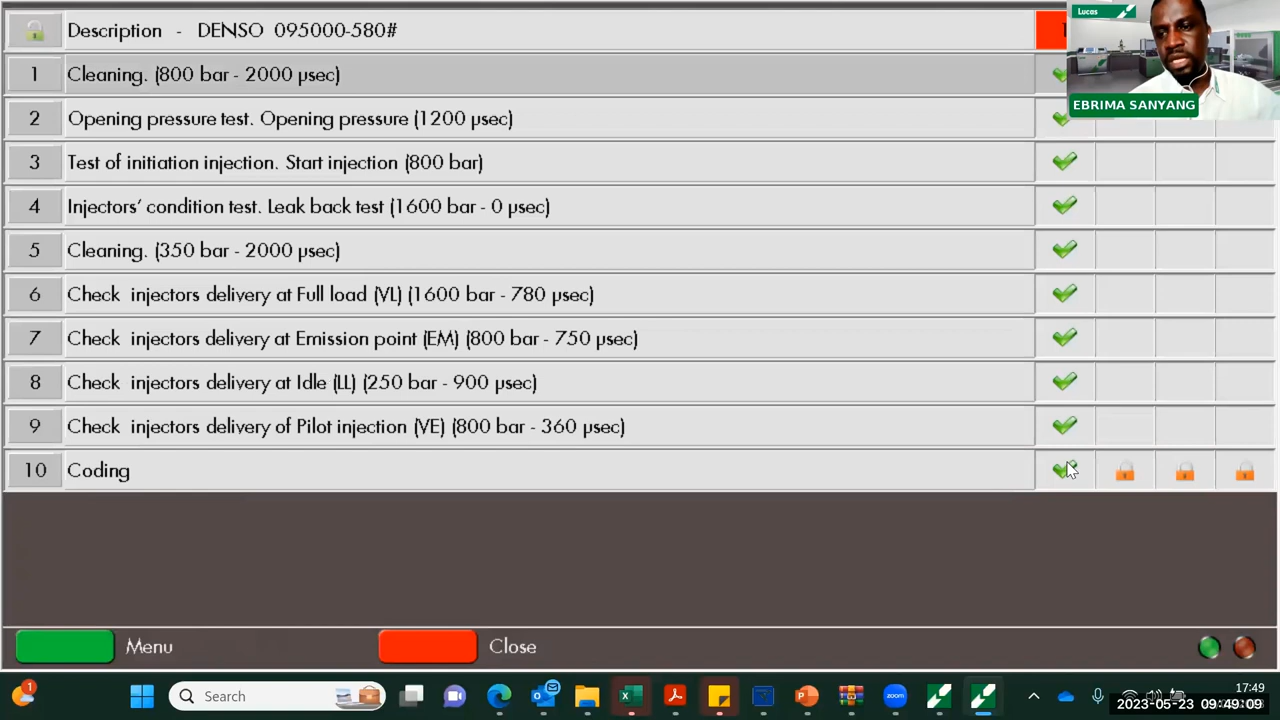 Description - DENSO 095000-580#
Lucas
EBRIMA SANYANG
1 Cleaning. (800 bar - 2000 µsec)
2 Opening pressure test. Opening pressure (1200 µsec)
3 Test of initiation injection. Start injection (800 bar)
4 Injectors' condition test. Leak back test (1600 bar - 0 µsec)
5 Cleaning. (350 bar - 2000 µsec)
6 Check injectors delivery at Full load (VL) (1600 bar - 780 µsec)
7 Check injectors delivery at Emission point (EM) (800 bar - 750 µsec)
8 Check injectors delivery at Idle (LL) (250 bar - 900 µsec)
9 Check injectors delivery of Pilot injection (VE) (800 bar - 360 µsec)
10 Coding
Menu Close
1 Search zoom 17:49
2023-05-23 09:49:09